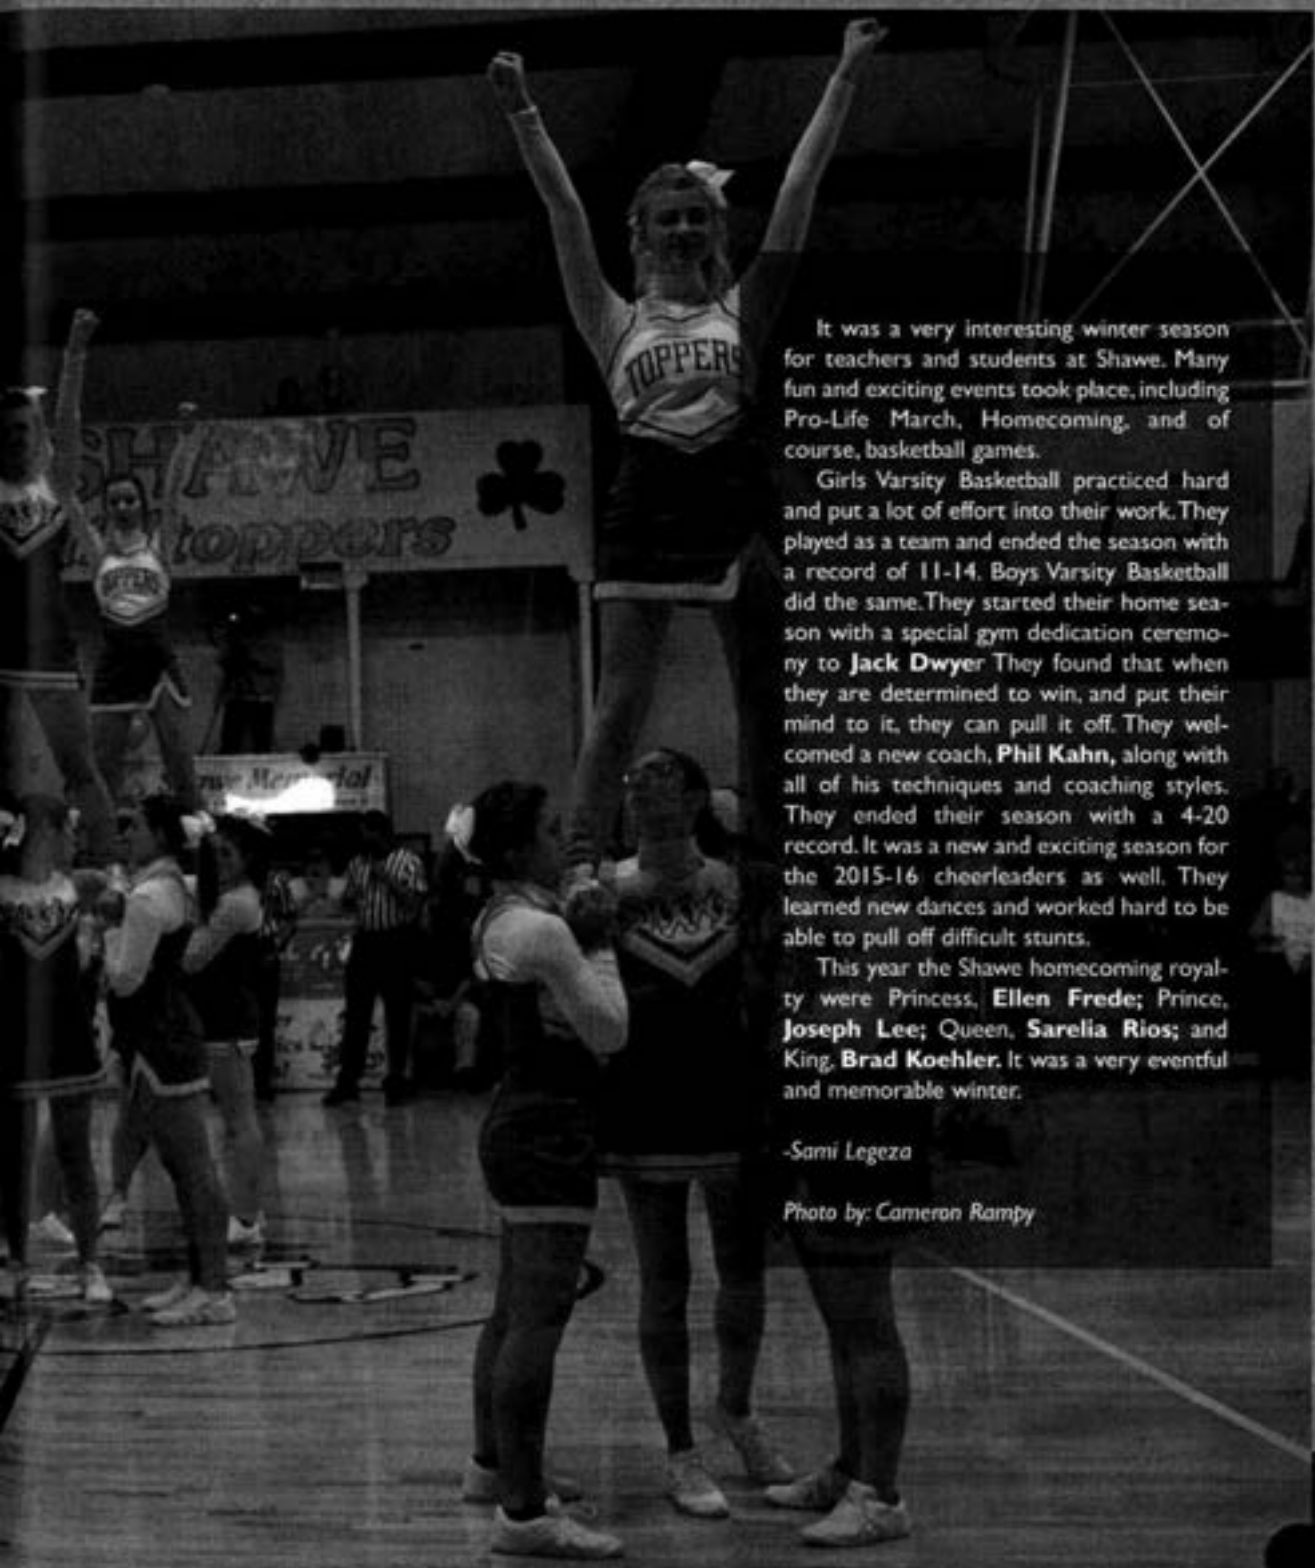 TOPPERS
SHAWE
toppers
Memorial
It was a very interesting winter season
for teachers and students at Shawe. Many
fun and exciting events took place, including
Pro-Life March, Homecoming, and of
course, basketball games.
Girls Varsity Basketball practiced hard
and put a lot of effort into their work. They
played as a team and ended the season with
a record of 11-14. Boys Varsity Basketball
did the same. They started their home sea-
son with a special gym dedication ceremo-
ny to Jack Dwyer They found that when
they are determined to win, and put their
mind to it, they can pull it off. They wel-
comed a new coach, Phil Kahn, along with
all of his techniques and coaching styles.
They ended their season with a 4-20
record. It was a new and exciting season for
the 2015-16 cheerleaders as well. They
learned new dances and worked hard to be
able to pull off difficult stunts.
This year the Shawe homecoming royal-
ty were Princess, Ellen Frede; Prince,
Joseph Lee; Queen, Sarelia Rios; and
King, Brad Koehler. It was a very eventful
and memorable winter.
-Sami Legeza
Photo by: Cameron Rampy